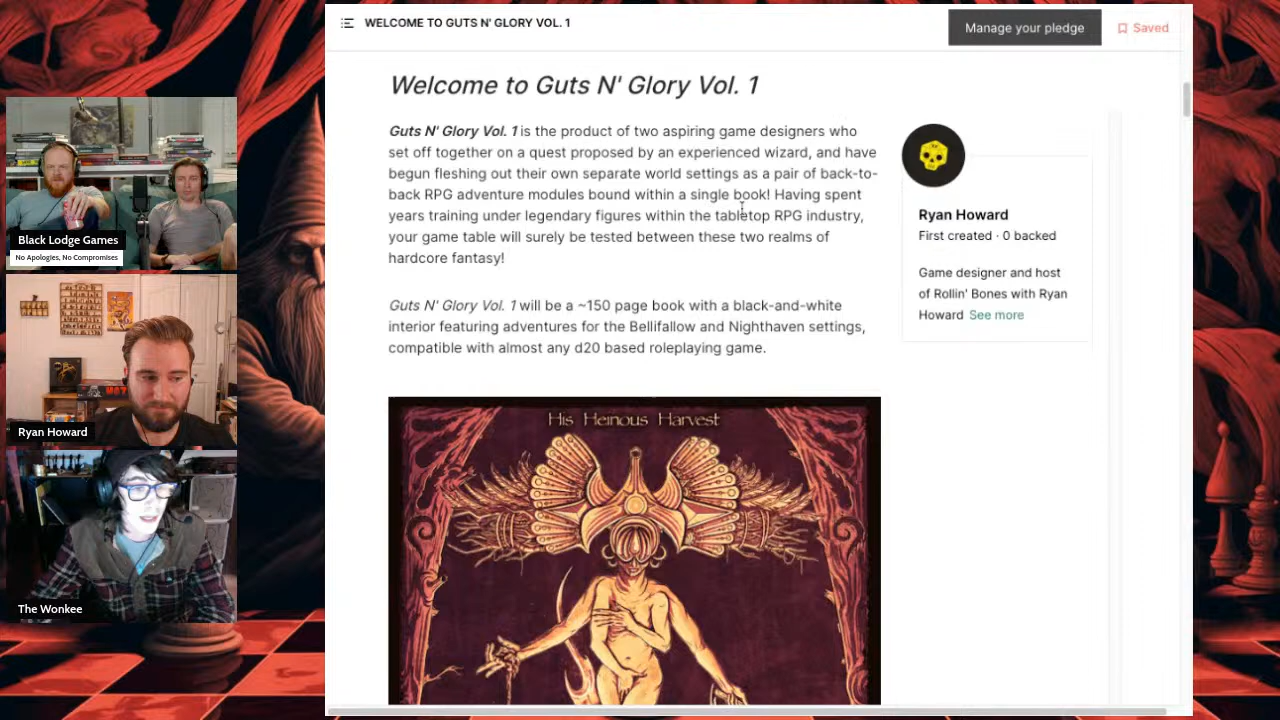 WELCOME TO GUTS N' GLORY VOL. 1
Manage your pledge
Saved
Welcome to Guts N' Glory Vol. 1
Guts N' Glory Vol. 1 is the product of two aspiring game designers who
set off together on a quest proposed by an experienced wizard, and have
begun fleshing out their own separate world settings as a pair of back-to-
back RPG adventure modules bound within a single book! Having spent
years training under legendary figures within the tabletop RPG industry,
your game table will surely be tested between these two realms of
hardcore fantasy!
Guts N' Glory Vol. 1 will be a ~150 page book with a black-and-white
interior featuring adventures for the Bellifallow and Nighthaven settings,
compatible with almost any d20 based roleplaying game.
His Heinous Harvest
Ryan Howard
First created · 0 backed
Game designer and host
of Rollin' Bones with Ryan
Howard See more
Black Lodge Games
No Apologies, No Compromises
Ryan Howard
The Wonkee